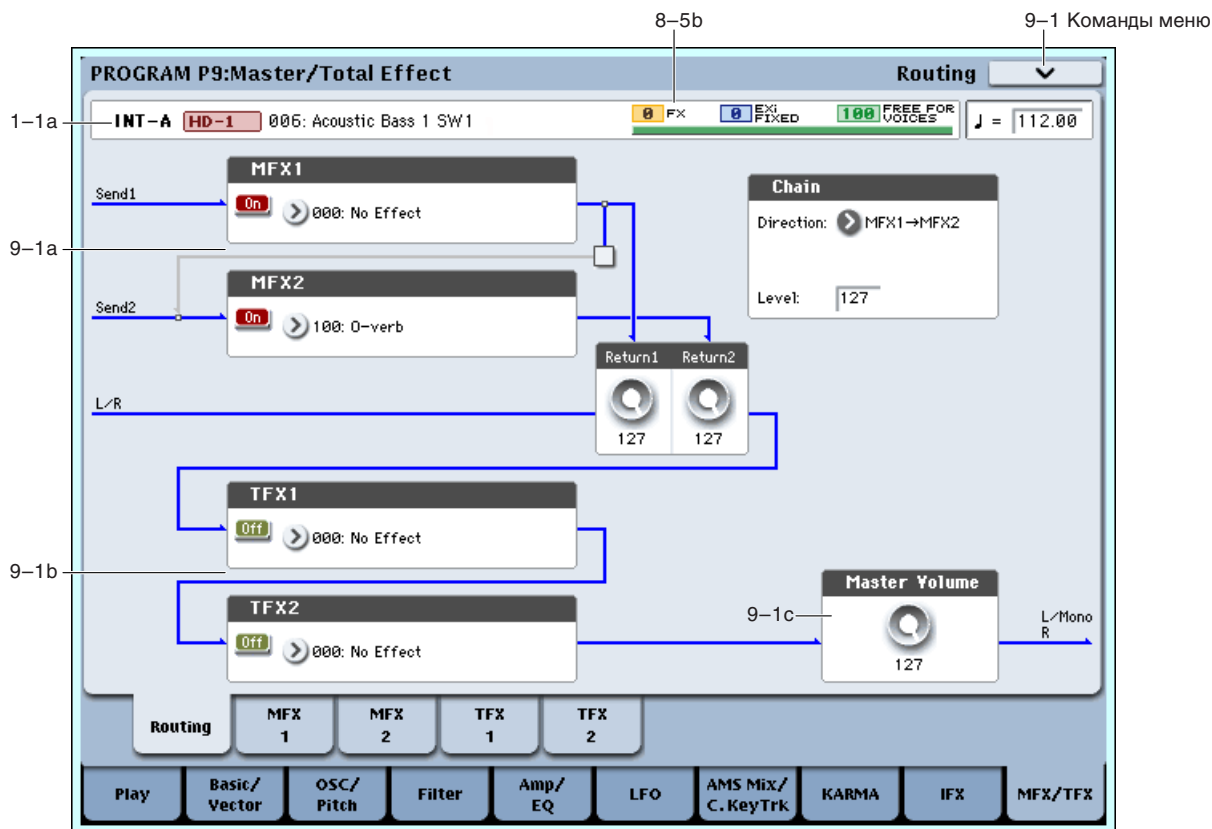 8–5b
9–1 Команды меню
PROGRAM P9:Master/Total Effect
Routing
1–1a
INT-A HD-1 006: Acoustic Bass 1 SW1
0 FX
0 EXi FIXED
100 FREE FOR VOICES
♩ = 112.00
MFX1
Send1
On 000: No Effect
Chain
Direction: MFX1→MFX2
Level: 127
9–1a
MFX2
Send2
On 100: O-verb
Return1 Return2
127 127
L/R
TFX1
Off 000: No Effect
9–1b
TFX2
Off 000: No Effect
Master Volume
9–1c
127
L/Mono
R
Routing
MFX 1
MFX 2
TFX 1
TFX 2
Play
Basic/ Vector
OSC/ Pitch
Filter
Amp/ EQ
LFO
AMS Mix/ C.KeyTrk
KARMA
IFX
MFX/TFX